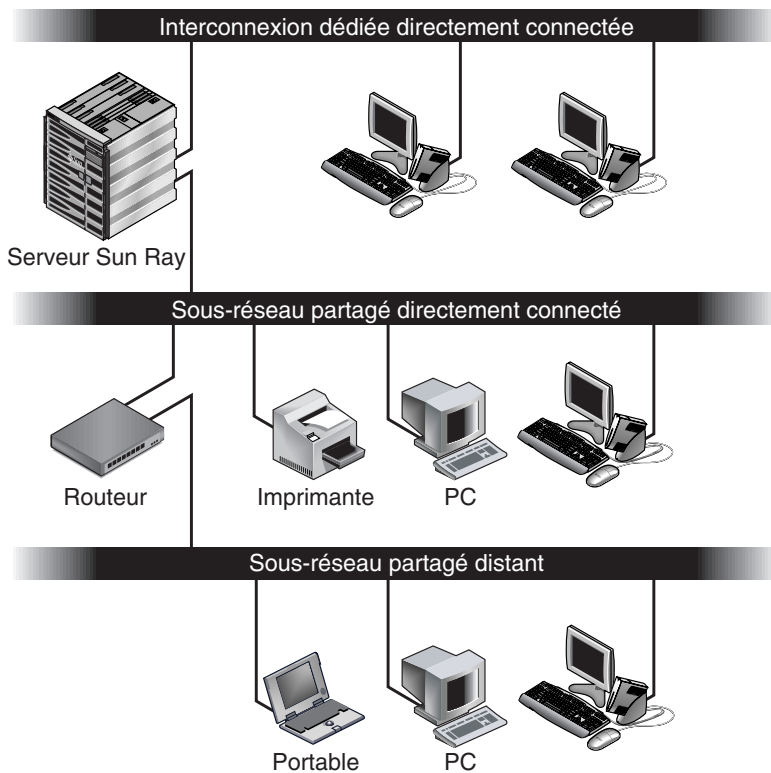 Interconnexion dédiée directement connectée
Serveur Sun Ray
Sous-réseau partagé directement connecté
Routeur
Imprimante
PC
Sous-réseau partagé distant
Portable
PC